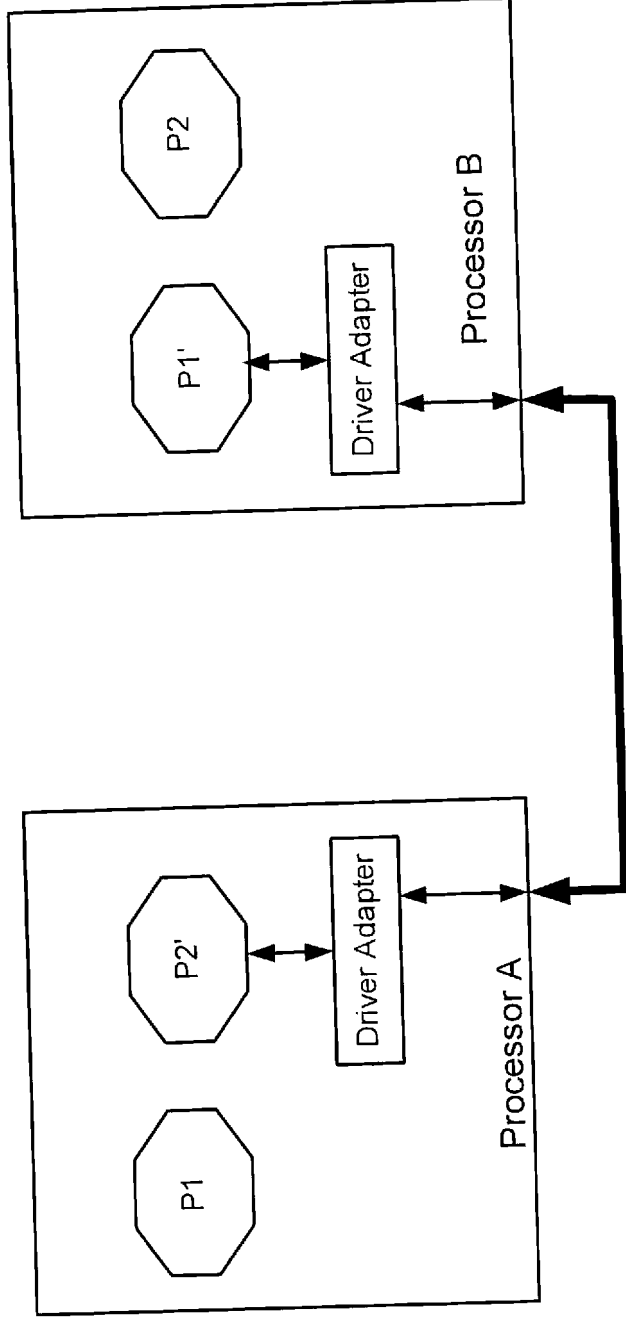 P1
P2'
Driver Adapter
Processor A
P1'
P2
Driver Adapter
Processor B